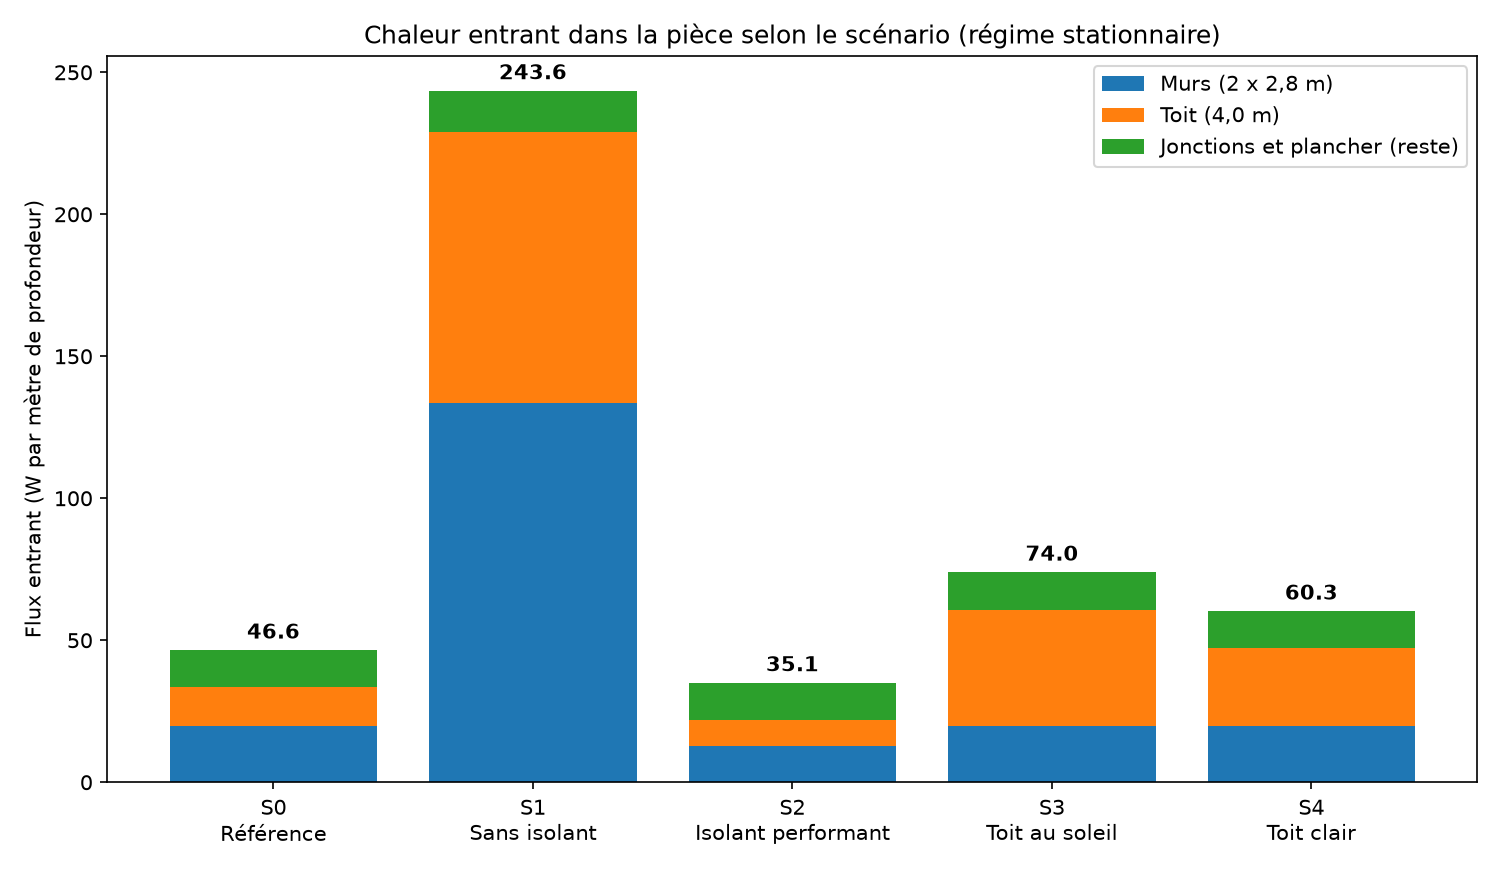 Chaleur entrant dans la pièce selon le scénario (régime stationnaire)
Flux entrant (W par mètre de profondeur)
250
200
150
100
50
0
Murs (2 x 2,8 m)
Toit (4,0 m)
Jonctions et plancher (reste)
46.6
243.6
35.1
74.0
60.3
S0
Référence
S1
Sans isolant
S2
Isolant performant
S3
Toit au soleil
S4
Toit clair